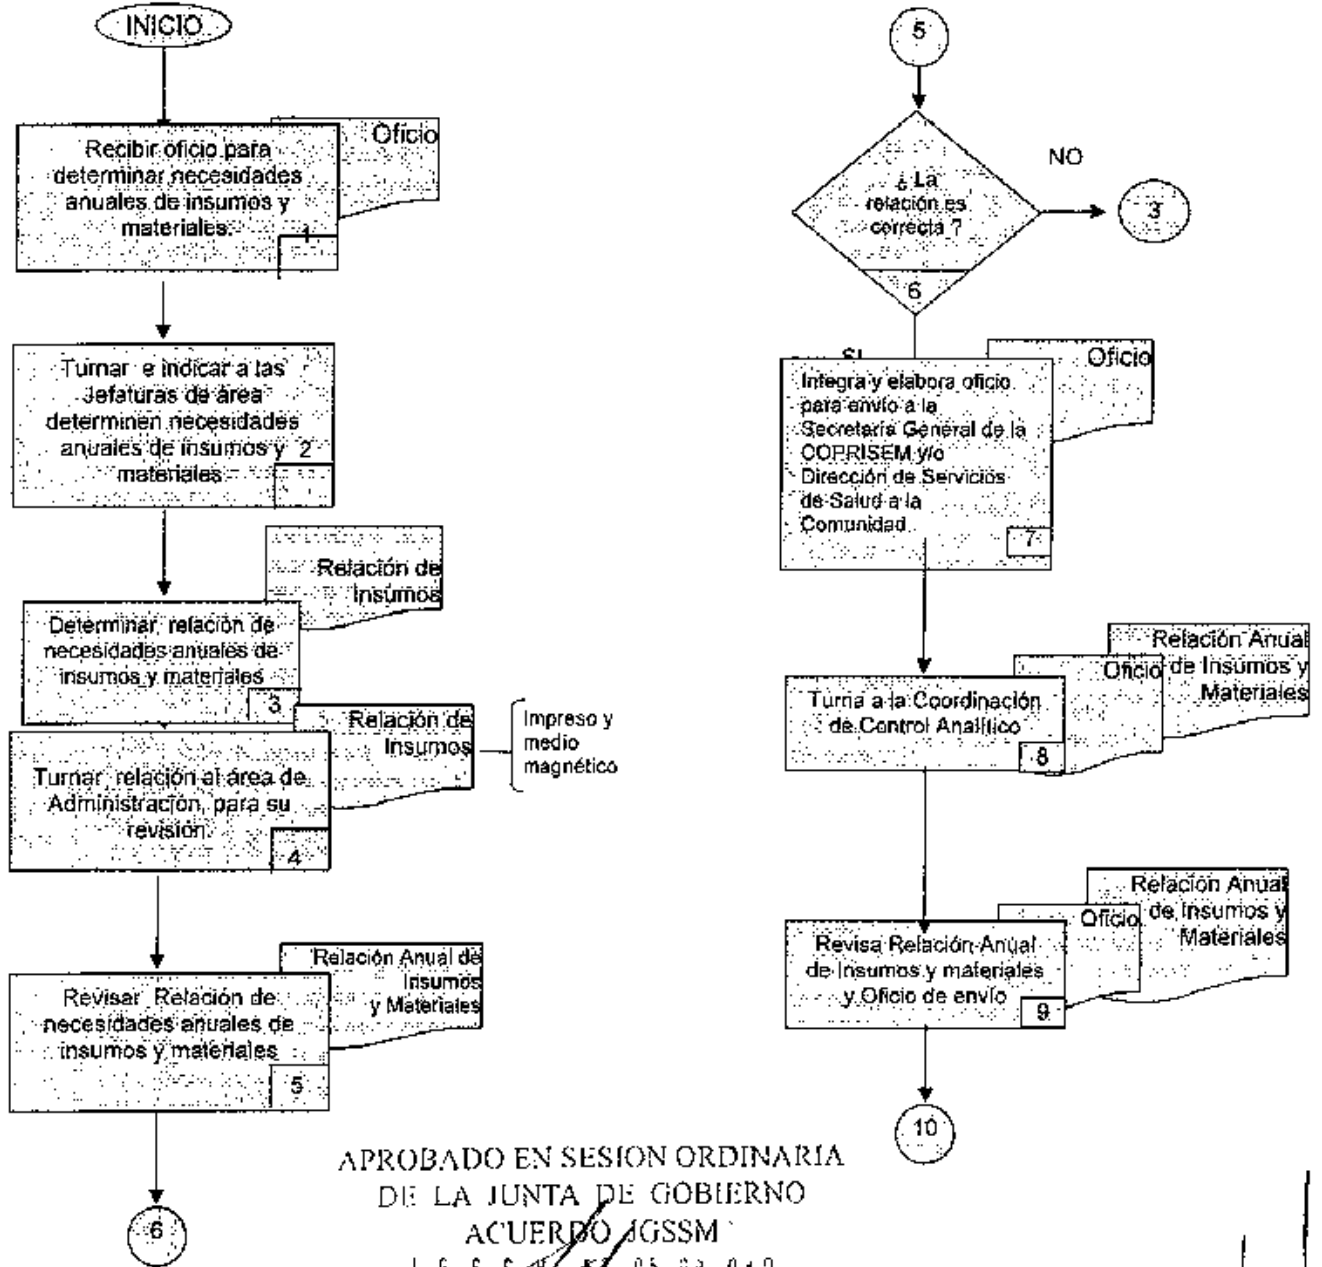 INICIO
Oficio
Recibir oficio para
determinar necesidades
anuales de insumos y
materiales.
1
Turnar e indicar a las
Jefaturas de área
determinen necesidades
anuales de insumos y
materiales
2
Relación de
Insumos
Determinar relación de
necesidades anuales de
insumos y materiales
3
Relación de
Insumos
Impreso y
medio
magnético
Turnar relación al área de
Administración, para su
revisión.
4
Relación Anual de
Insumos
y Materiales
Revisar Relación de
necesidades anuales de
insumos y materiales
5
6
5
¿ La
relación es
correcta ?
6
NO
3
SI
Oficio
Integra y elabora oficio
para envío a la
Secretaría General de la
COPRISEM y/o
Dirección de Servicios
de Salud a la
Comunidad.
7
Relación Anual
de Insumos y
Materiales
Oficio
Turna a la Coordinación
de Control Analítico
8
Relación Anual
de Insumos y
Materiales
Oficio
Revisa Relación Anual
de Insumos y materiales
y Oficio de envío
9
10
APROBADO EN SESION ORDINARIA
DE LA JUNTA DE GOBIERNO
ACUERDO JGSSM